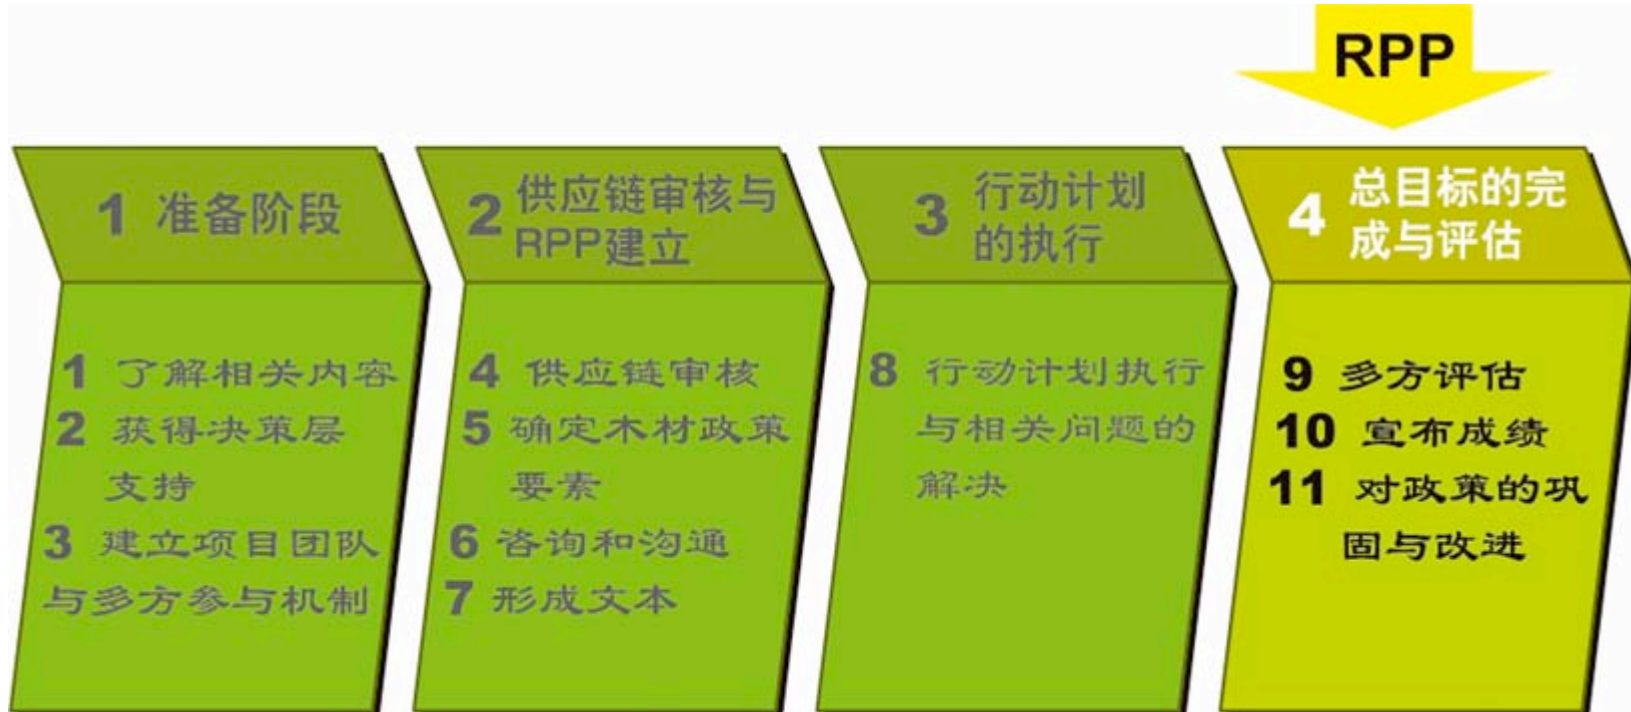 RPP
1 准备阶段
1 了解相关内容
2 获得决策层
支持
3 建立项目团队
与多方参与机制
2 供应链审核与
RPP建立
4 供应链审核
5 确定木材政策
要素
6 咨询和沟通
7 形成文本
3 行动计划
的执行
8 行动计划执行
与相关问题的
解决
4 总目标的完
成与评估
9 多方评估
10 宣布成绩
11 对政策的巩
固与改进